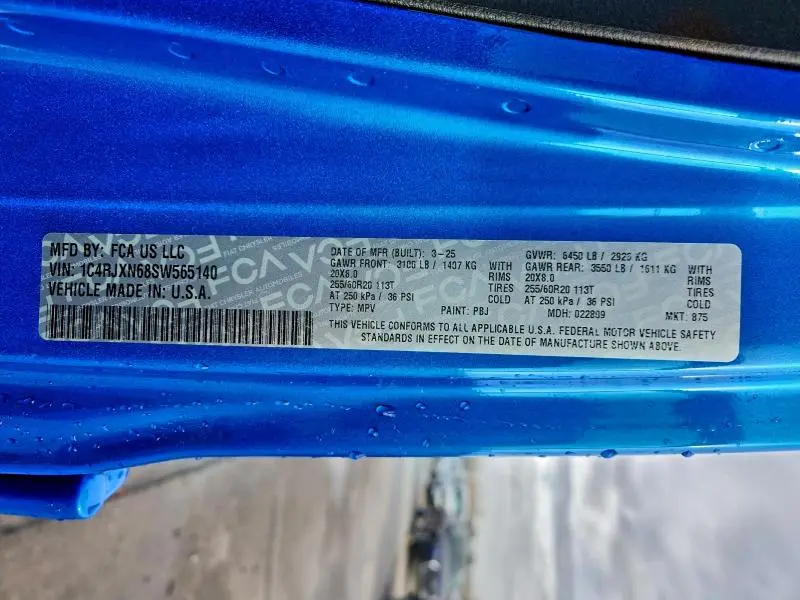 MFD BY: FCA US LLC
VIN: 1C4RJXN68SW565140
VEHICLE MADE IN: U.S.A.
DATE OF MFR (BUILT): 3-25
GAWR FRONT: 3100 LB / 1407 KG WITH
20X8.0 RIMS
255/60R20 113T TIRES
AT 250 kPa / 36 PSI COLD
TYPE: MPV PAINT: PBJ
GVWR: 6450 LB / 2926 KG
GAWR REAR: 3550 LB / 1611 KG WITH
20X8.0 RIMS
255/60R20 113T TIRES
AT 250 kPa / 36 PSI COLD
MDH: 022809 MKT: 875
THIS VEHICLE CONFORMS TO ALL APPLICABLE U.S.A. FEDERAL MOTOR VEHICLE SAFETY
STANDARDS IN EFFECT ON THE DATE OF MANUFACTURE SHOWN ABOVE.